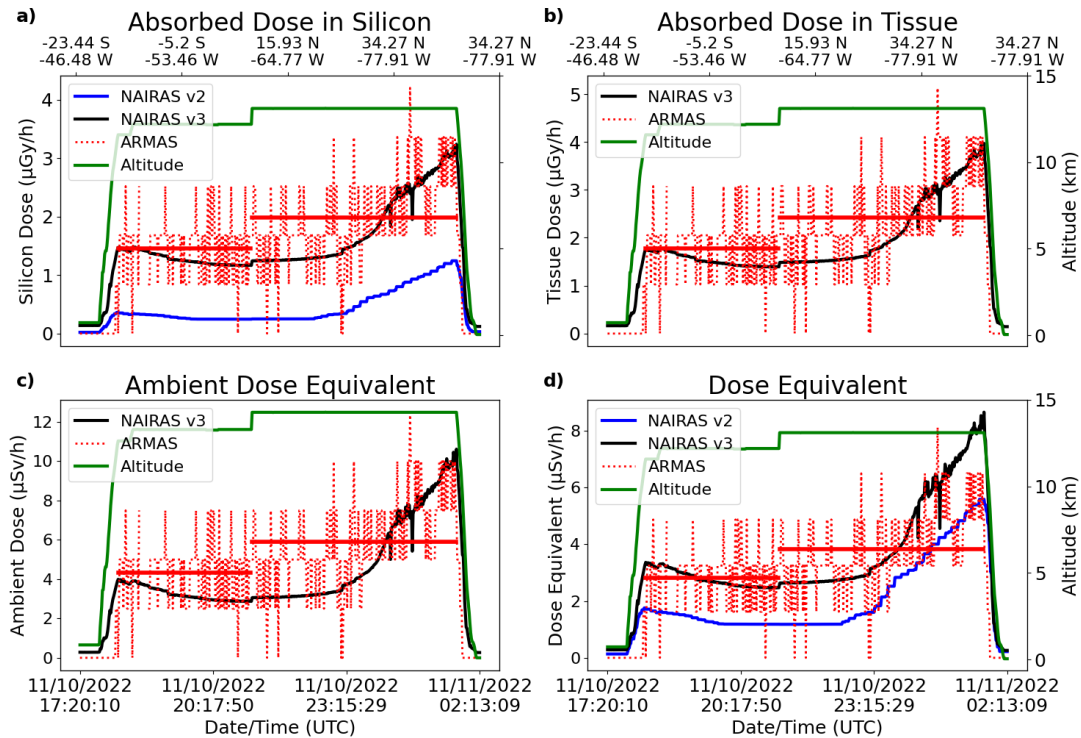 a)
Absorbed Dose in Silicon
-23.44 S
-46.48 W
-5.2 S
-53.46 W
15.93 N
-64.77 W
34.27 N
-77.91 W
34.27 N
-77.91 W
4
3
2
1
0
Silicon Dose (μGy/h)
NAIRAS v2
NAIRAS v3
ARMAS
Altitude
b)
Absorbed Dose in Tissue
-23.44 S
-46.48 W
-5.2 S
-53.46 W
15.93 N
-64.77 W
34.27 N
-77.91 W
34.27 N
-77.91 W
5
4
3
2
1
0
Tissue Dose (μGy/h)
NAIRAS v3
ARMAS
Altitude
15
10
5
0
Altitude (km)
c)
Ambient Dose Equivalent
12
10
8
6
4
2
0
Ambient Dose (μSv/h)
NAIRAS v3
ARMAS
Altitude
11/10/2022
17:20:10
11/10/2022
20:17:50
11/10/2022
23:15:29
11/11/2022
02:13:09
Date/Time (UTC)
d)
Dose Equivalent
8
6
4
2
0
Dose Equivalent (μSv/h)
NAIRAS v2
NAIRAS v3
ARMAS
Altitude
15
10
5
0
Altitude (km)
11/10/2022
17:20:10
11/10/2022
20:17:50
11/10/2022
23:15:29
11/11/2022
02:13:09
Date/Time (UTC)